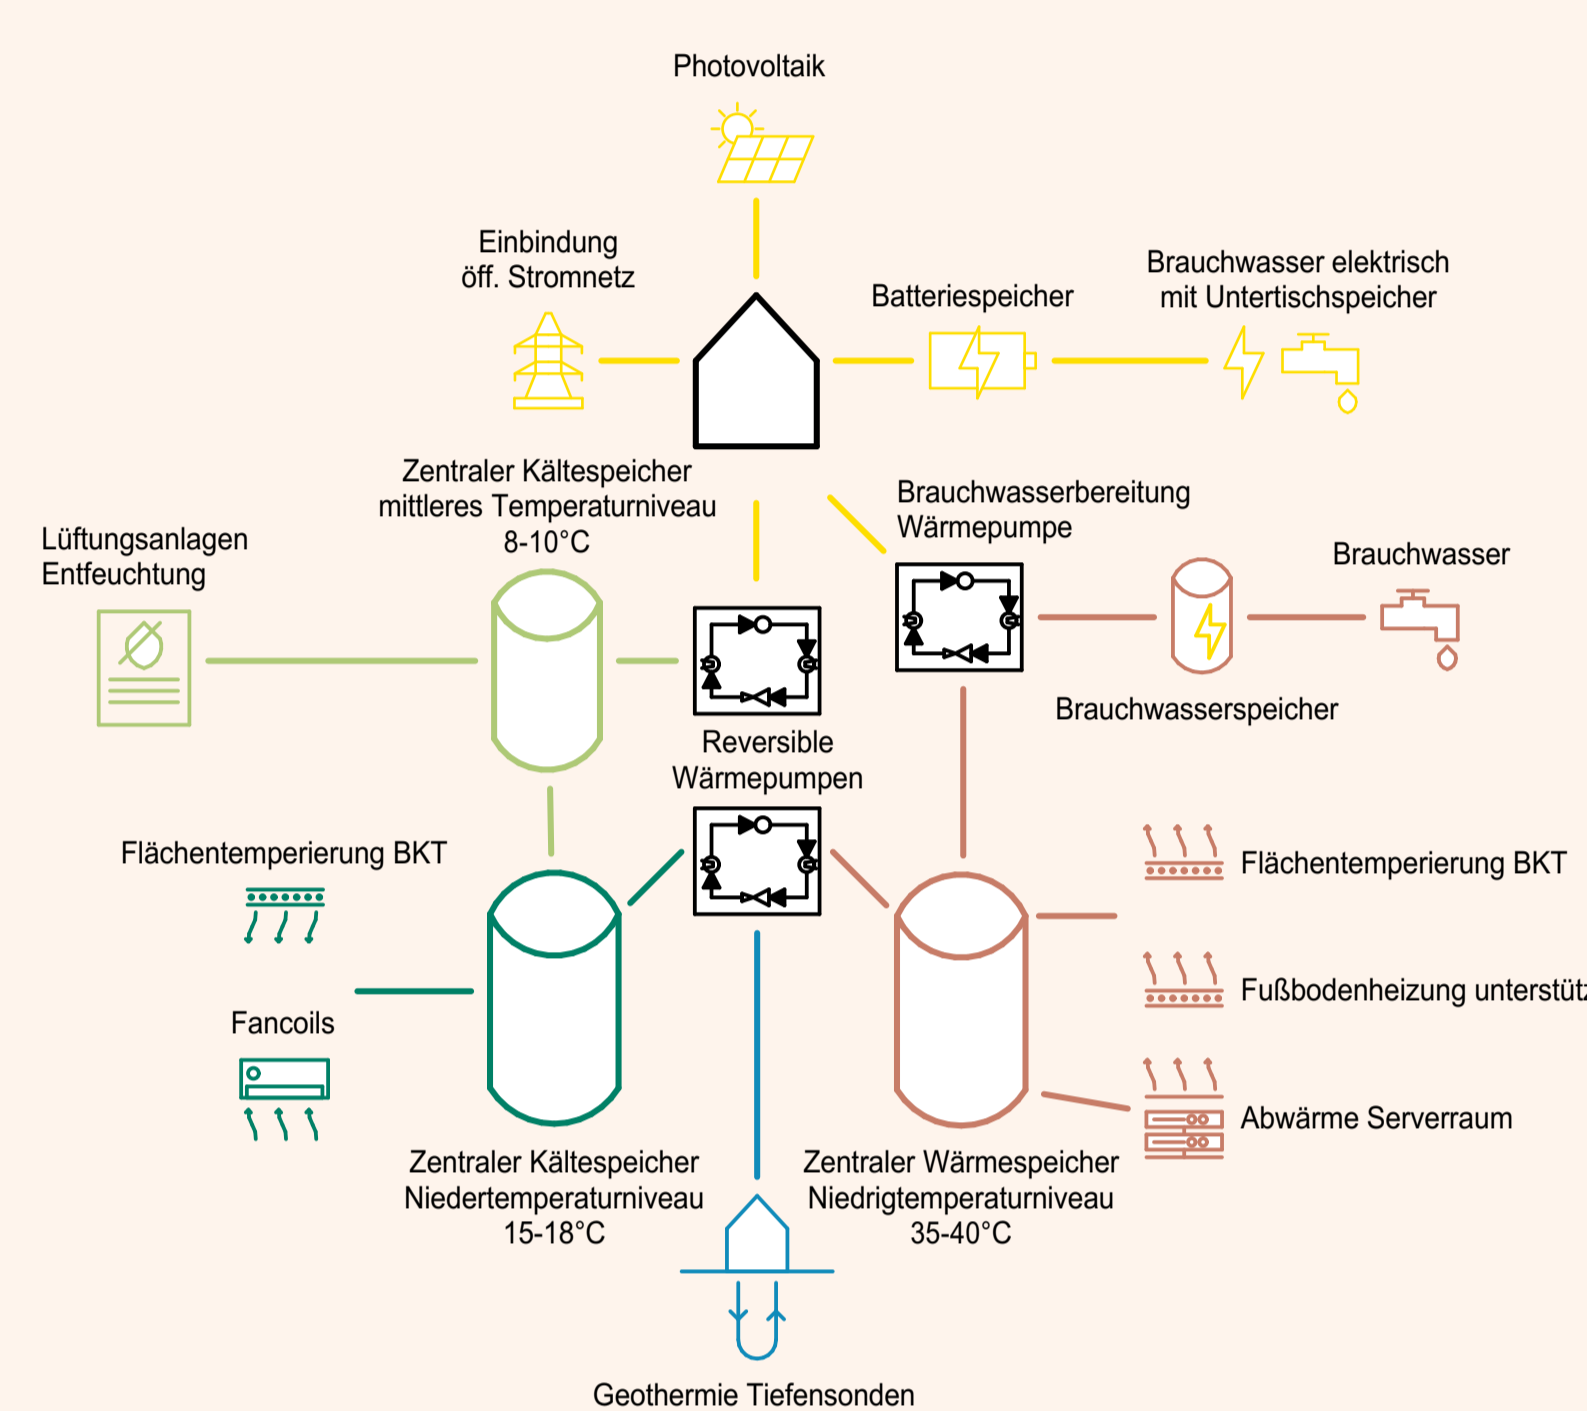 Photovoltaik
Einbindung
öff. Stromnetz
Batteriespeicher
Brauchwasser elektrisch
mit Untertischspeicher
Zentraler Kältespeicher
mittleres Temperaturniveau
8-10°C
Brauchwasserbereitung
Wärmepumpe
Lüftungsanlagen
Entfeuchtung
Brauchwasser
Brauchwasserspeicher
Reversible
Wärmepumpen
Flächentemperierung BKT
Flächentemperierung BKT
Fancoils
Fußbodenheizung
Abwärme Serverraum
Zentraler Kältespeicher
Niedertemperaturniveau
15-18°C
Zentraler Wärmespeicher
Niedrigtemperaturniveau
35-40°C
Geothermie Tiefensonden